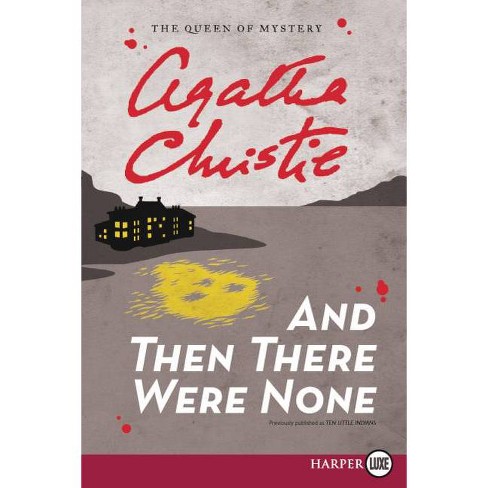 THE QUEEN OF MYSTERY
Agatha
Christie
AND
THEN THERE
WERE NONE
Previously published as TEN LITTLE INDIANS
HARPER LUXE